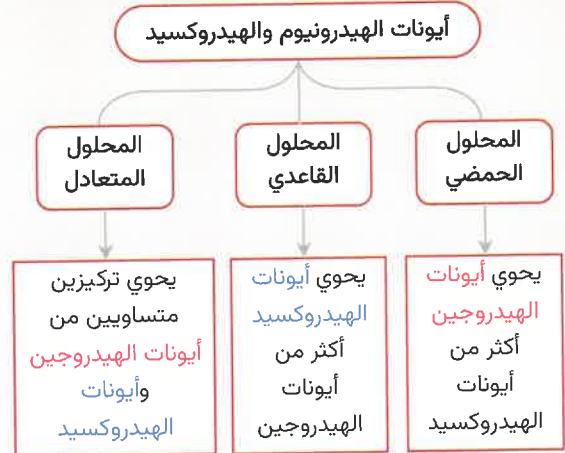 أيونات الهيدرونيوم والهيدروكسيد
المحلول
الحمضي
المحلول
القاعدي
المحلول
المتعادل
يحوي أيونات
الهيدروجين
أكثر من
أيونات
الهيدروكسيد
يحوي أيونات
الهيدروكسيد
أكثر من
أيونات
الهيدروجين
يحوي تركيزين
متساويين من
أيونات الهيدروجين
وأيونات
الهيدروكسيد